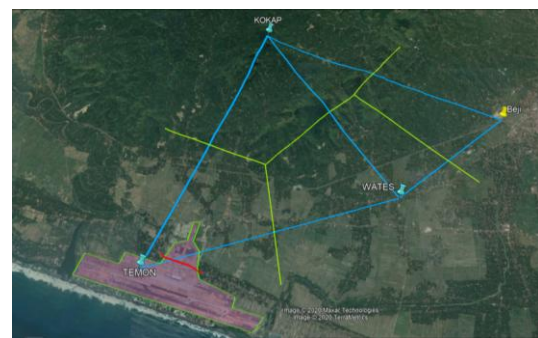 KOKAP
Beji
WATES
TEMON
Image © 2020 Maxar Technologies
Image © 2020 TerraMetrics